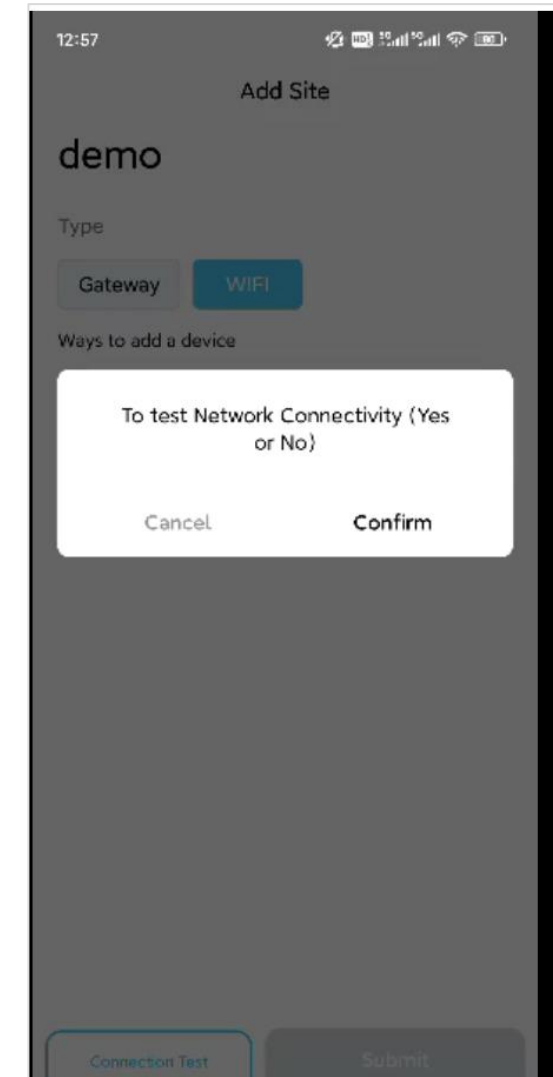 12:57
Add Site
demo
Type
Gateway
WIFI
Ways to add a device
To test Network Connectivity (Yes
or No)
Cancel
Confirm
Connection Test
Submit